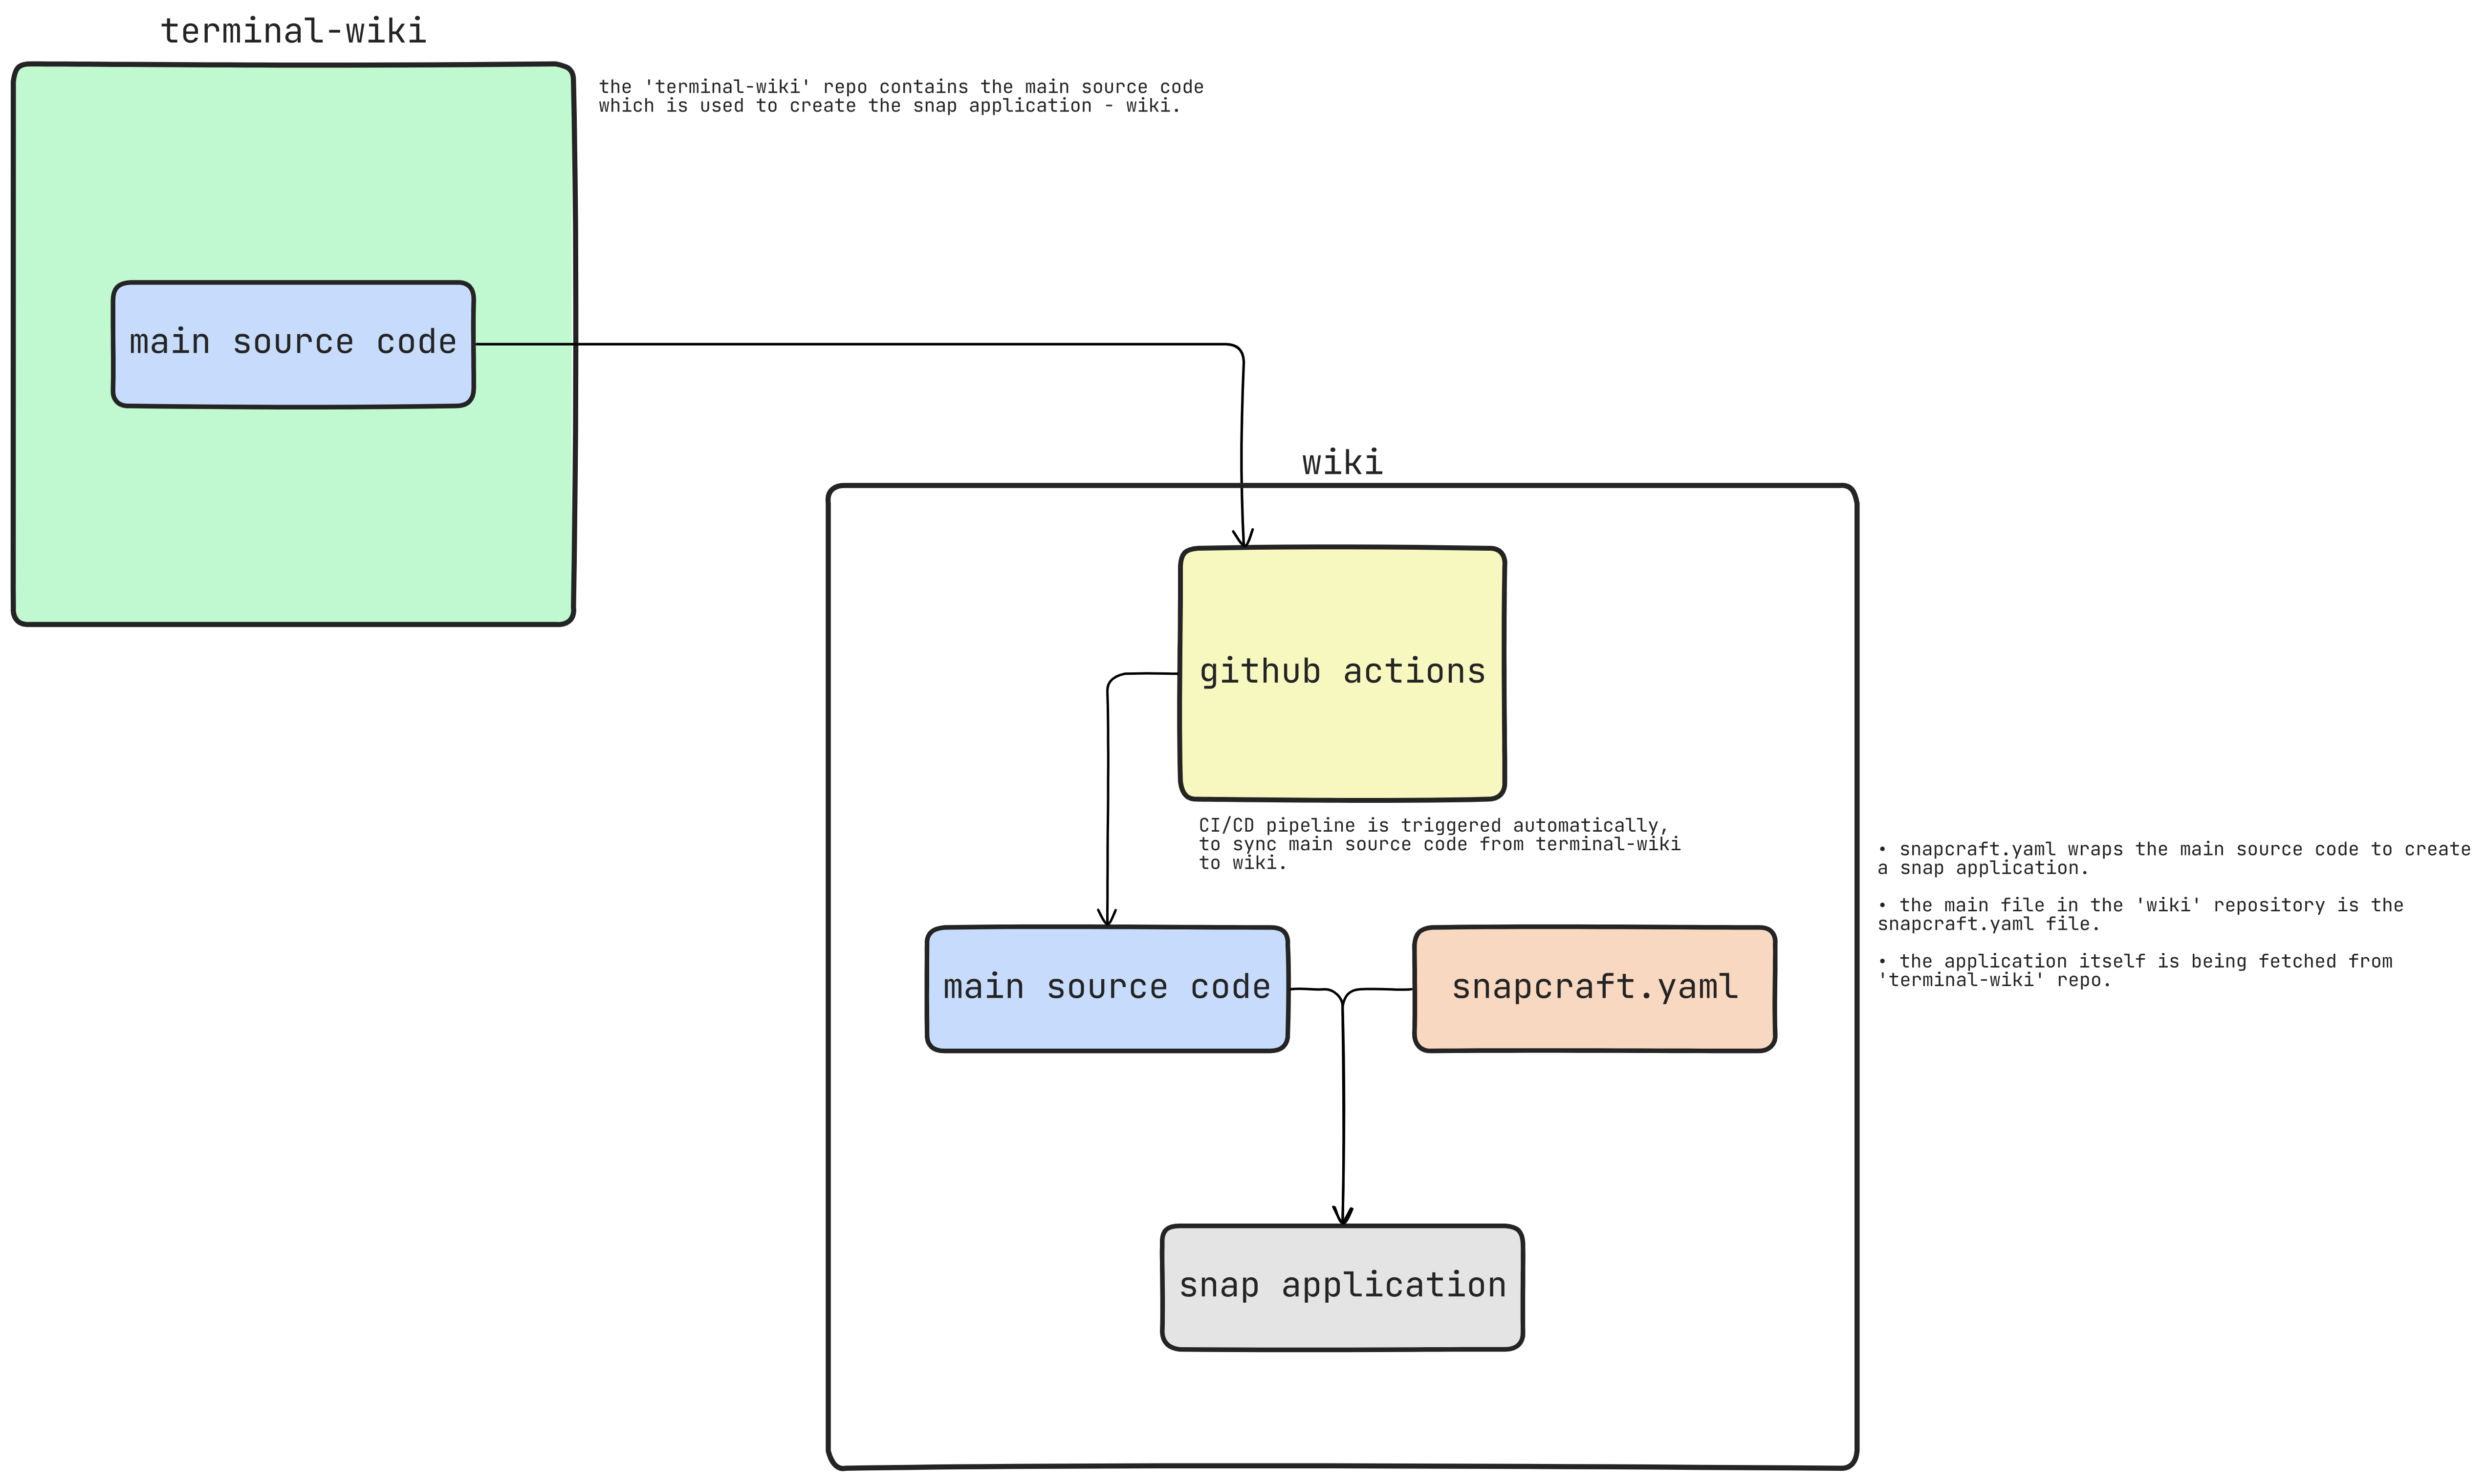 terminal-wiki
the 'terminal-wiki' repo contains the main source code
which is used to create the snap application - wiki.
main source code
wiki
github actions
CI/CD pipeline is triggered automatically,
to sync main source code from terminal-wiki
to wiki.
main source code
snapcraft.yaml
snap application
• snapcraft.yaml wraps the main source code to create
a snap application.
• the main file in the 'wiki' repository is the
snapcraft.yaml file.
• the application itself is being fetched from
'terminal-wiki' repo.